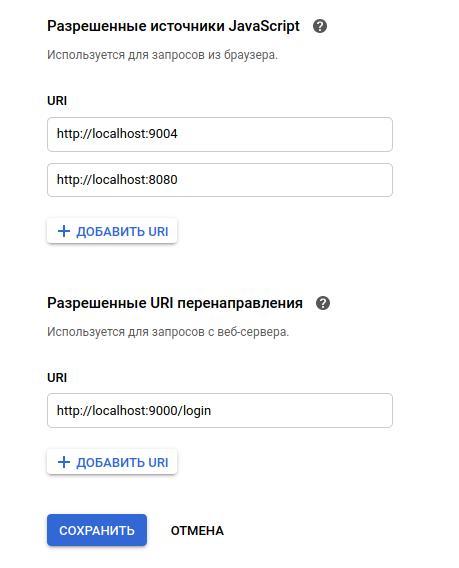 Разрешенные источники JavaScript
Используется для запросов из браузера.
URI
http://localhost:9004
http://localhost:8080
+ ДОБАВИТЬ URI
Разрешенные URI перенаправления
Используется для запросов с веб-сервера.
URI
http://localhost:9000/login
+ ДОБАВИТЬ URI
СОХРАНИТЬ ОТМЕНА